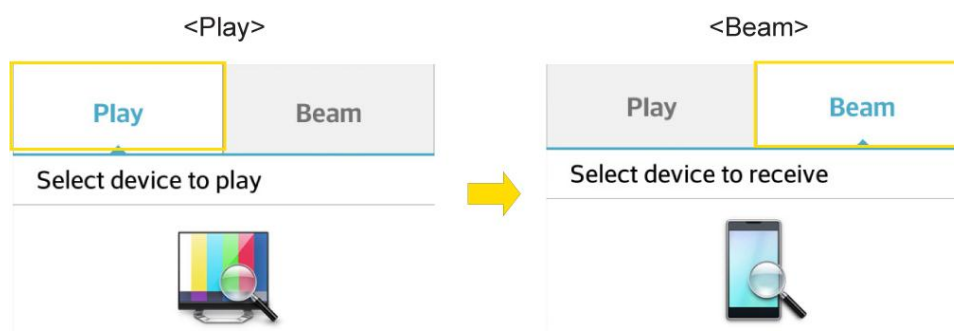 <Play>
<Beam>
Play
Beam
Select device to play
Play
Beam
Select device to receive